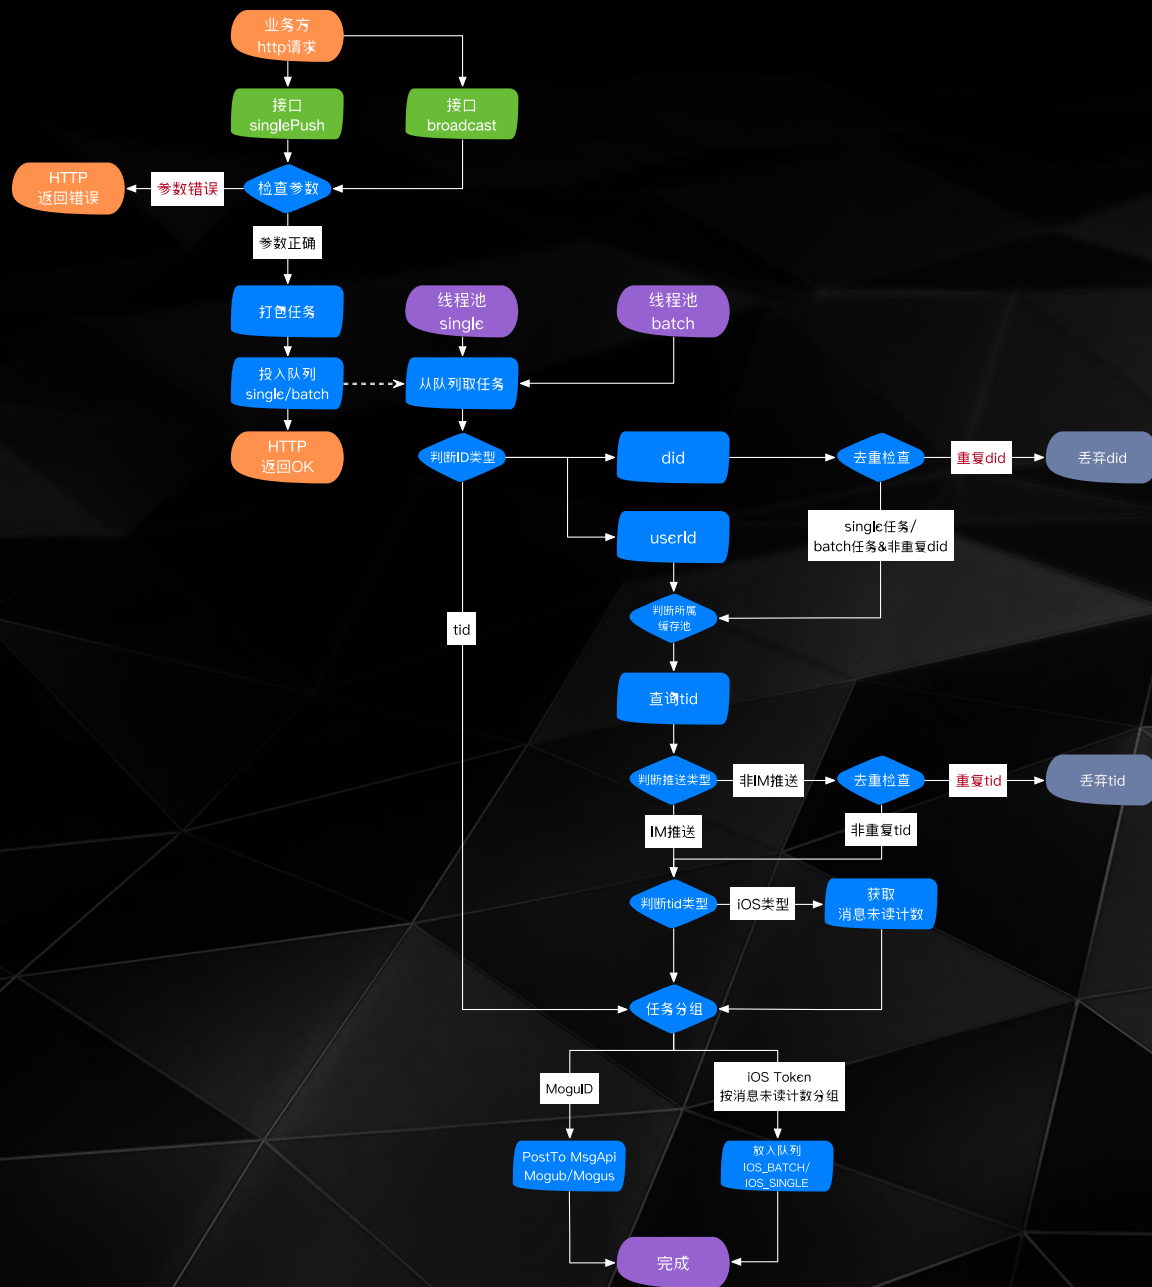 业务方
http请求
接口
singlePush
接口
broadcast
HTTP
返回错误
参数错误
检查参数
参数正确
打包任务
线程池
single
线程池
batch
投入队列
single/batch
从队列取任务
HTTP
返回OK
判断ID类型
did
去重检查
重复did
丢弃did
userId
single任务/
batch任务&非重复did
tid
判断所属
缓存池
查询tid
判断推送类型
非IM推送
去重检查
重复tid
丢弃tid
IM推送
非重复tid
判断tid类型
iOS类型
获取
消息未读计数
任务分组
MoguID
iOS Token
按消息未读计数分组
PostTo MsgApi
Mogub/Mogus
放入队列
IOS_BATCH/
IOS_SINGLE
完成